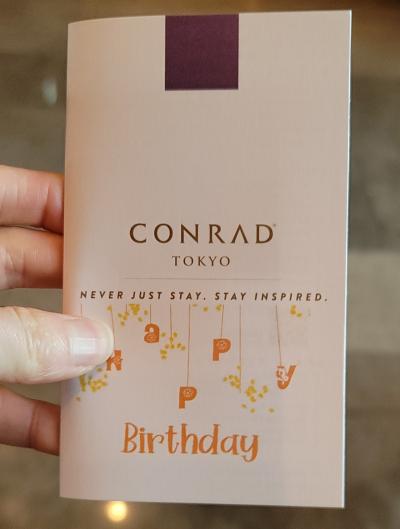 CONRAD®
TOKYO
NEVER JUST STAY. STAY INSPIRED.
HaPPy
Birthday